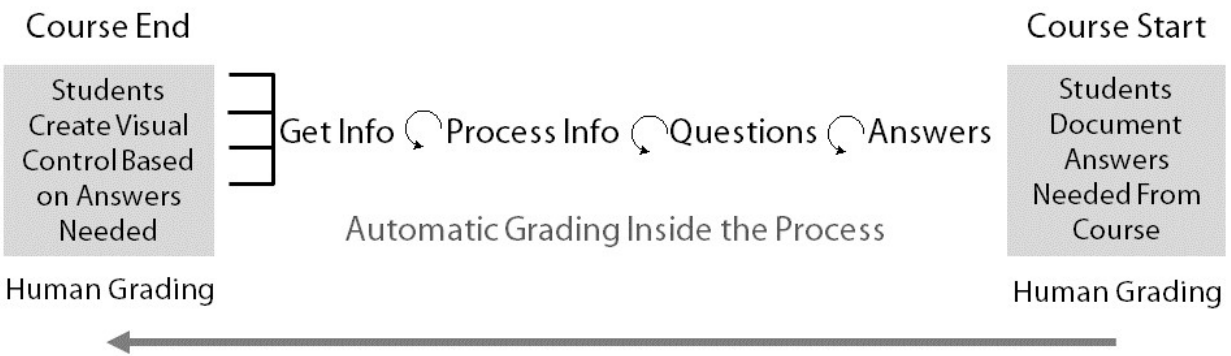 Course End
Course Start
Students
Create Visual
Control Based
on Answers
Needed
Get Info Process Info Questions Answers
Students
Document
Answers
Needed From
Course
Automatic Grading Inside the Process
Human Grading
Human Grading